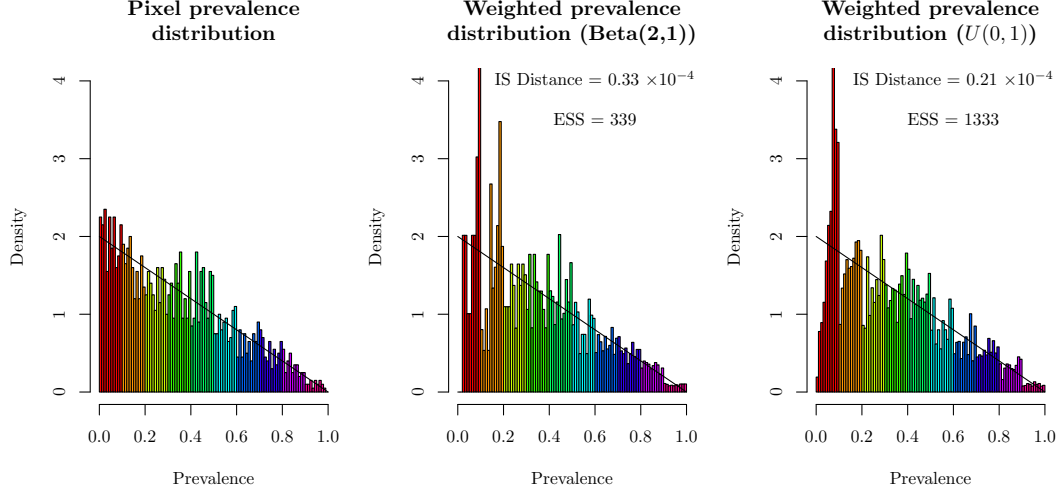 Pixel prevalence
distribution
Density
0
1
2
3
4
0.0 0.2 0.4 0.6 0.8 1.0
Prevalence
Weighted prevalence
distribution (Beta(2,1))
IS Distance = 0.33 ×10⁻⁴
ESS = 339
Density
0
1
2
3
4
0.0 0.2 0.4 0.6 0.8 1.0
Prevalence
Weighted prevalence
distribution (U(0,1))
IS Distance = 0.21 ×10⁻⁴
ESS = 1333
Density
0
1
2
3
4
0.0 0.2 0.4 0.6 0.8 1.0
Prevalence